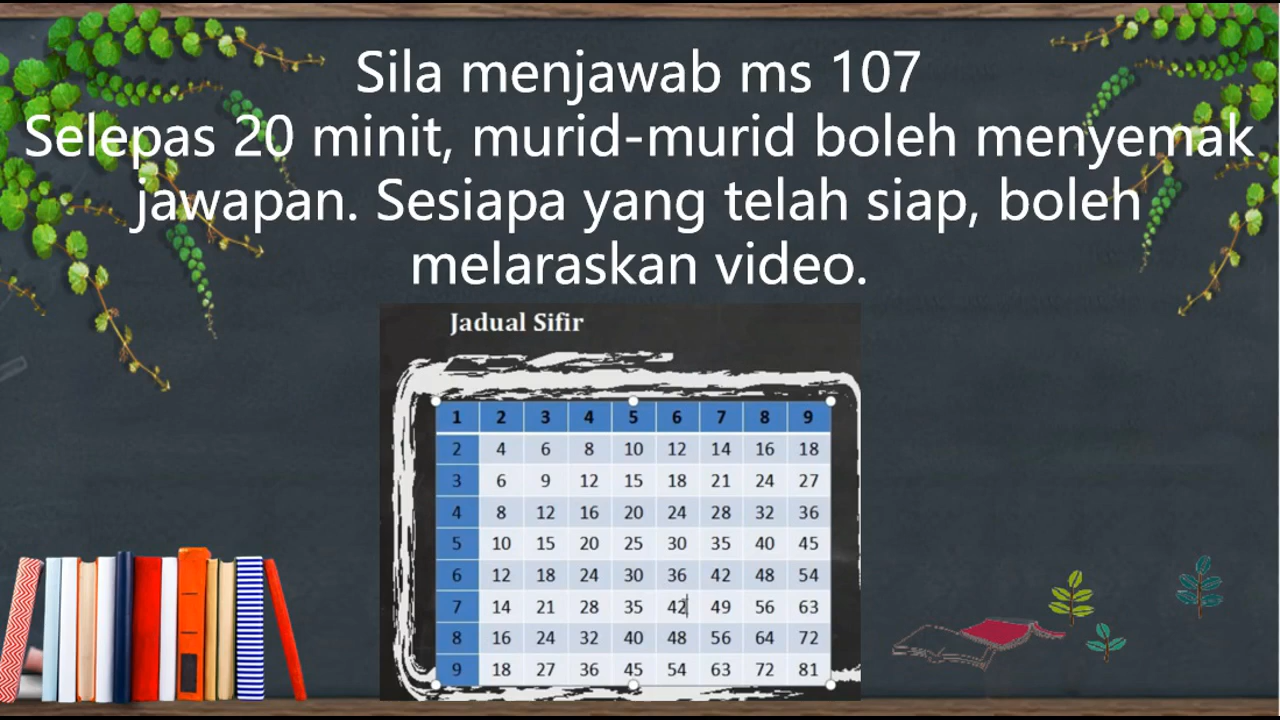 Sila menjawab ms 107
Selepas 20 minit, murid-murid boleh menyemak
jawapan. Sesiapa yang telah siap, boleh
melaraskan video.
Jadual Sifir
1 2 3 4 5 6 7 8 9
2 4 6 8 10 12 14 16 18
3 6 9 12 15 18 21 24 27
4 8 12 16 20 24 28 32 36
5 10 15 20 25 30 35 40 45
6 12 18 24 30 36 42 48 54
7 14 21 28 35 42 49 56 63
8 16 24 32 40 48 56 64 72
9 18 27 36 45 54 63 72 81